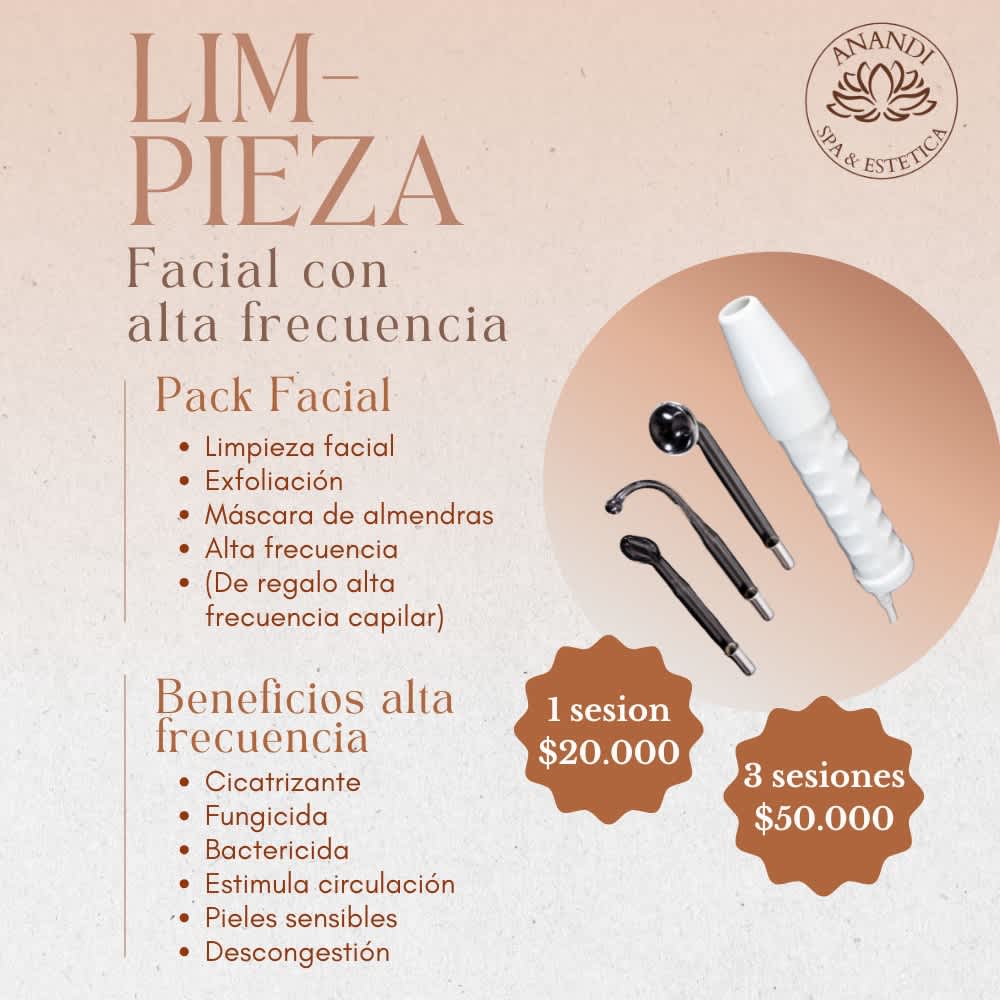 LIM-
PIEZA
ANANDI
SPA & ESTETICA
Facial con
alta frecuencia
Pack Facial
• Limpieza facial
• Exfoliación
• Máscara de almendras
• Alta frecuencia
• (De regalo alta
frecuencia capilar)
Beneficios alta
frecuencia
• Cicatrizante
• Fungicida
• Bactericida
• Estimula circulación
• Pieles sensibles
• Descongestión
1 sesion
$20.000
3 sesiones
$50.000